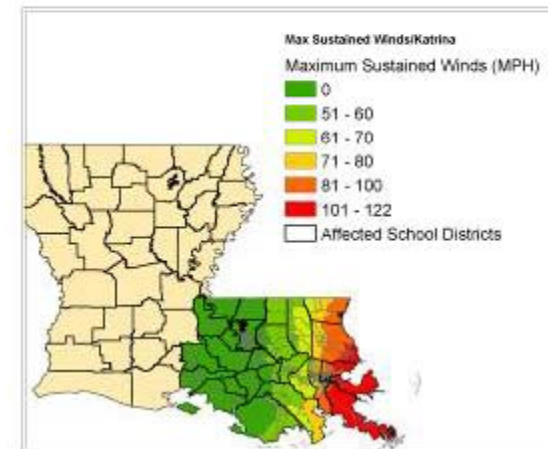 Max Sustained Winds/Katrina
Maximum Sustained Winds (MPH)
0
51 - 60
61 - 70
71 - 80
81 - 100
101 - 122
Affected School Districts